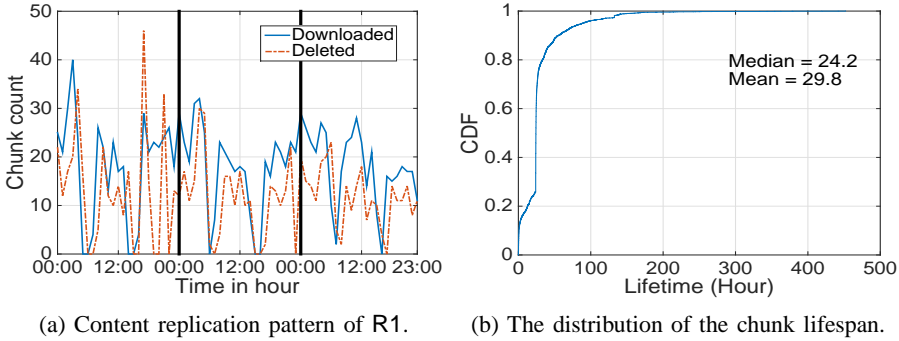 50
40
30
20
10
0
Chunk count
Downloaded
Deleted
00:00 12:00 00:00 12:00 00:00 12:00 23:00
Time in hour
(a) Content replication pattern of R1.
1
0.8
0.6
0.4
0.2
0
CDF
Median = 24.2
Mean = 29.8
0 100 200 300 400 500
Lifetime (Hour)
(b) The distribution of the chunk lifespan.